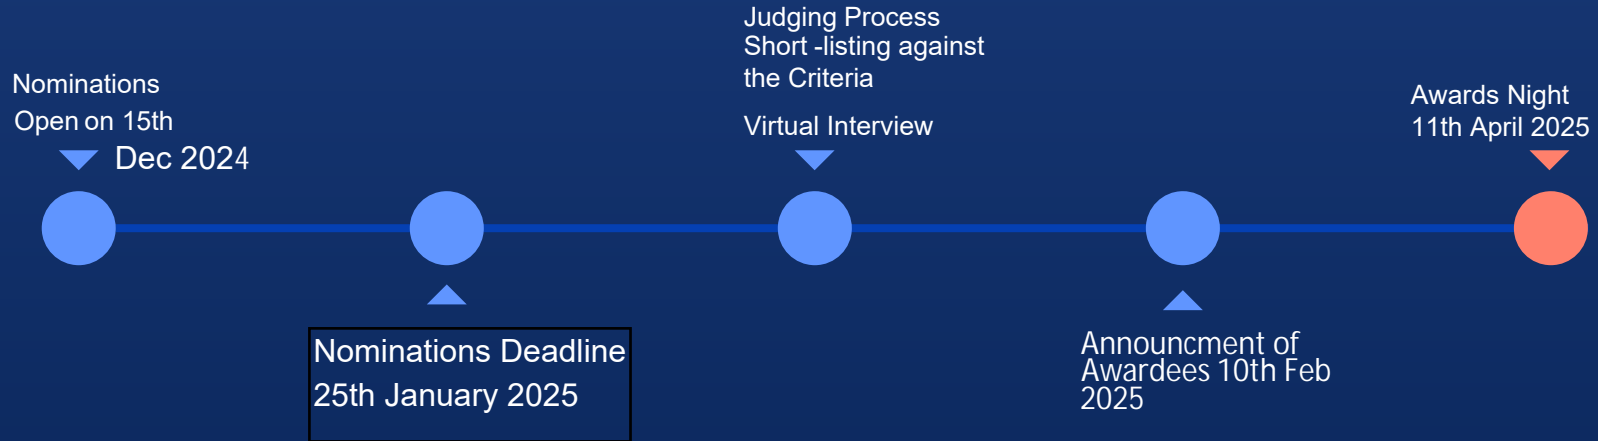 Nominations
Open on 15th
Dec 2024
Nominations Deadline
25th January 2025
Judging Process
Short -listing against
the Criteria
Virtual Interview
Announcment of
Awardees 10th Feb
2025
Awards Night
11th April 2025